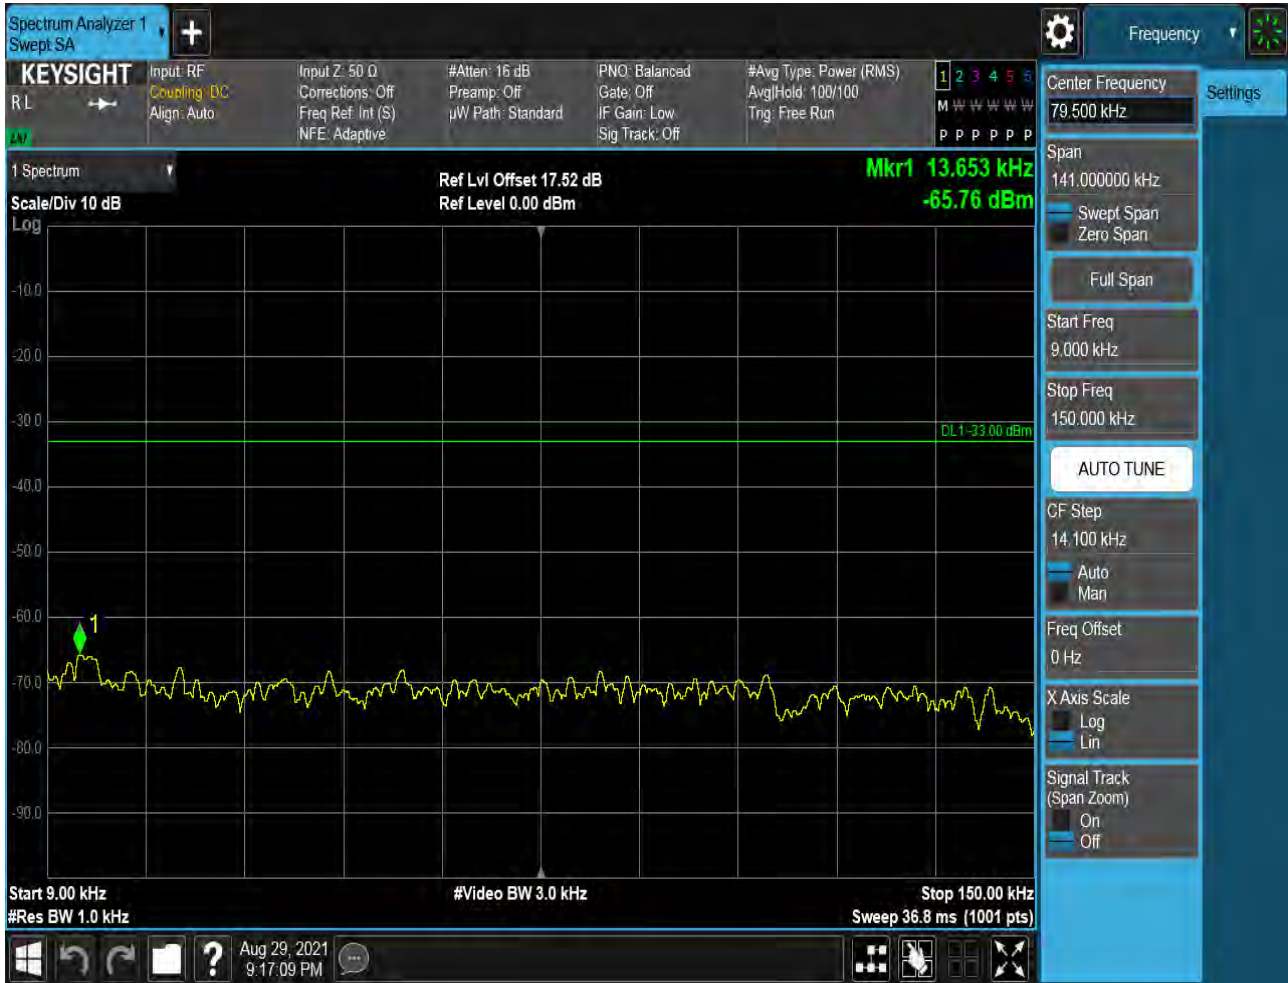 Spectrum Analyzer 1
Swept SA
+
Frequency
KEYSIGHT
R L
LXI
Input: RF
Coupling: DC
Align: Auto
Input Z: 50 Ω
Corrections: Off
Freq Ref: Int (S)
NFE: Adaptive
#Atten: 16 dB
Preamp: Off
µW Path: Standard
PNO: Balanced
Gate: Off
IF Gain: Low
Sig Track: Off
#Avg Type: Power (RMS)
Avg|Hold: 100/100
Trig: Free Run
1 2 3 4 5 6
M W W W W W
P P P P P P
1 Spectrum
Scale/Div 10 dB
Log
Ref Lvl Offset 17.52 dB
Ref Level 0.00 dBm
Mkr1 13.653 kHz
-65.76 dBm
-10.0
-20.0
-30.0
DL1 -33.00 dBm
-40.0
-50.0
-60.0
1
-70.0
-80.0
-90.0
Start 9.00 kHz
#Video BW 3.0 kHz
Stop 150.00 kHz
#Res BW 1.0 kHz
Sweep 36.8 ms (1001 pts)
Center Frequency
79.500 kHz
Settings
Span
141.000000 kHz
Swept Span
Zero Span
Full Span
Start Freq
9.000 kHz
Stop Freq
150.000 kHz
AUTO TUNE
CF Step
14.100 kHz
Auto
Man
Freq Offset
0 Hz
X Axis Scale
Log
Lin
Signal Track
(Span Zoom)
On
Off
?
Aug 29, 2021
9:17:09 PM